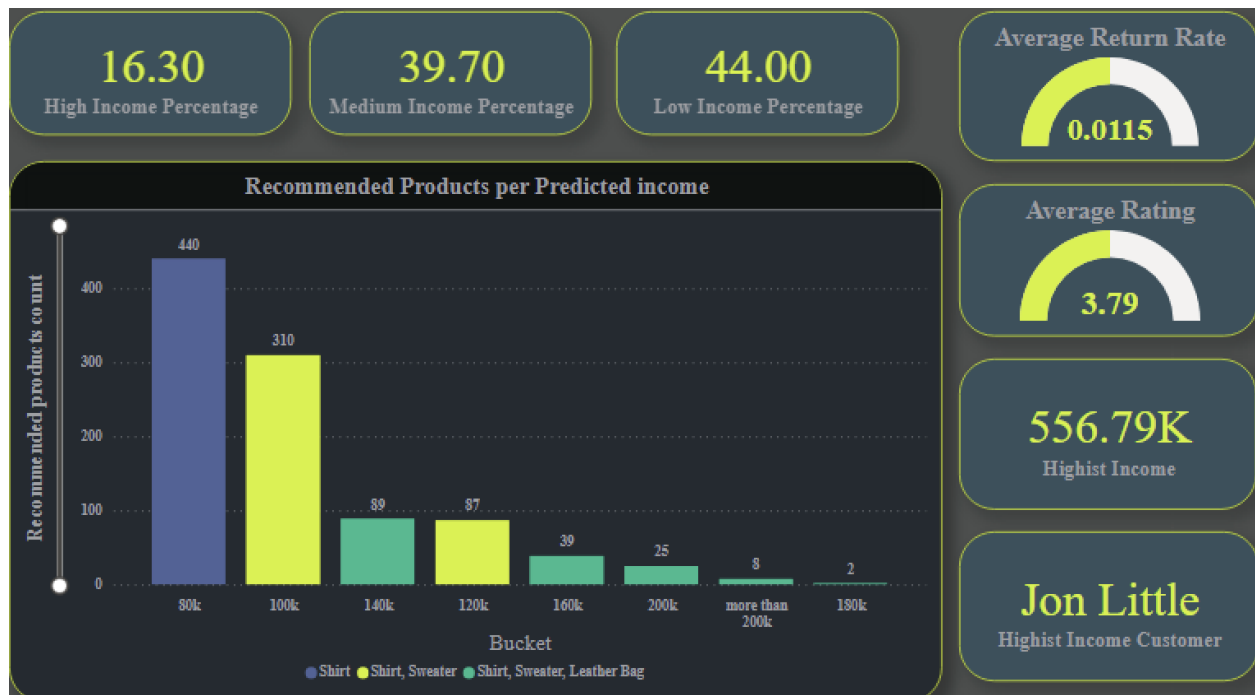 16.30
High Income Percentage
39.70
Medium Income Percentage
44.00
Low Income Percentage
Average Return Rate
0.0115
Average Rating
3.79
556.79K
Highist Income
Jon Little
Highist Income Customer
Recommended Products per Predicted income
Recommended products count
400
300
200
100
0
440
310
89
87
39
25
8
2
80k
100k
140k
120k
160k
200k
more than
200k
180k
Bucket
Shirt
Shirt, Sweater
Shirt, Sweater, Leather Bag